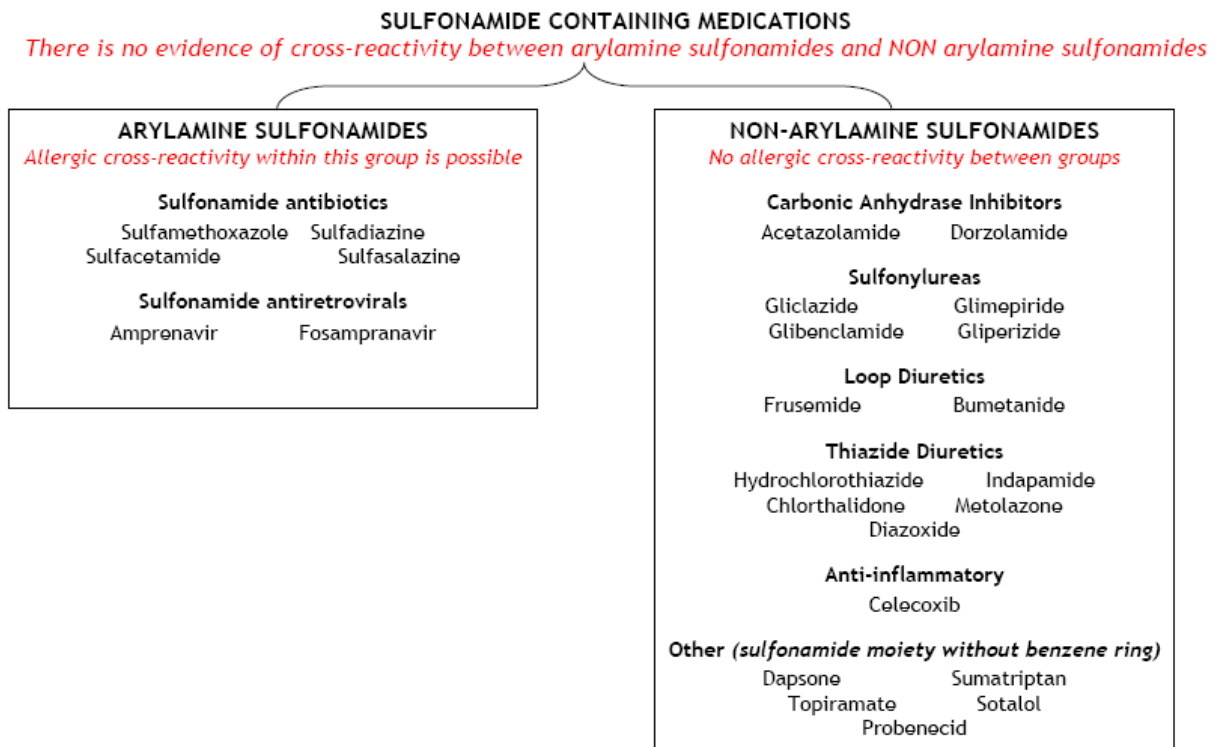 SULFONAMIDE CONTAINING MEDICATIONS
There is no evidence of cross-reactivity between arylamine sulfonamides and NON arylamine sulfonamides
ARYLAMINE SULFONAMIDES
Allergic cross-reactivity within this group is possible
Sulfonamide antibiotics
Sulfamethoxazole Sulfadiazine
Sulfacetamide Sulfasalazine
Sulfonamide antiretrovirals
Amprenavir Fosampranavir
NON-ARYLAMINE SULFONAMIDES
No allergic cross-reactivity between groups
Carbonic Anhydrase Inhibitors
Acetazolamide Dorzolamide
Sulfonylureas
Gliclazide Glimepiride
Glibenclamide Gliperizide
Loop Diuretics
Frusemide Bumetanide
Thiazide Diuretics
Hydrochlorothiazide Indapamide
Chlorthalidone Metolazone
Diazoxide
Anti-inflammatory
Celecoxib
Other (sulfonamide moiety without benzene ring)
Dapsone Sumatriptan
Topiramate Sotalol
Probenecid